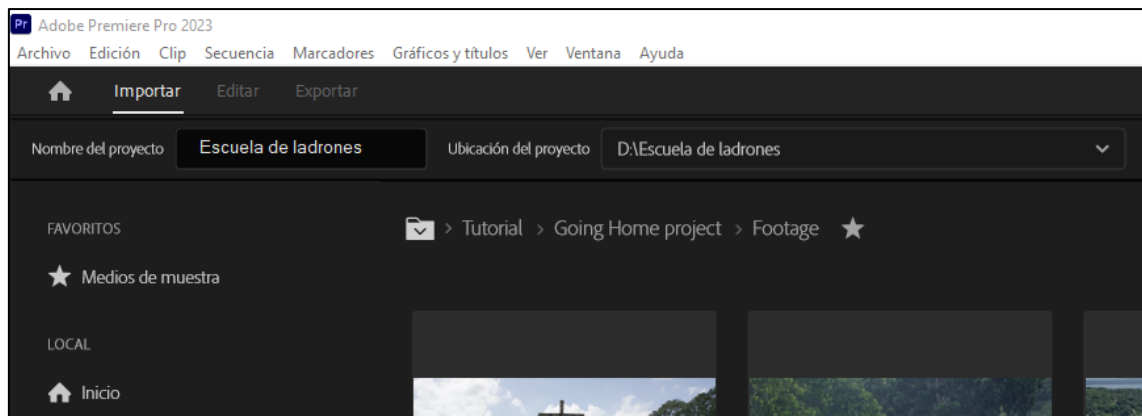 Pr Adobe Premiere Pro 2023
Archivo Edición Clip Secuencia Marcadores Gráficos y títulos Ver Ventana Ayuda
Importar Editar Exportar
Nombre del proyecto Escuela de ladrones Ubicación del proyecto D:\Escuela de ladrones
FAVORITOS
> Tutorial > Going Home project > Footage
Medios de muestra
LOCAL
Inicio